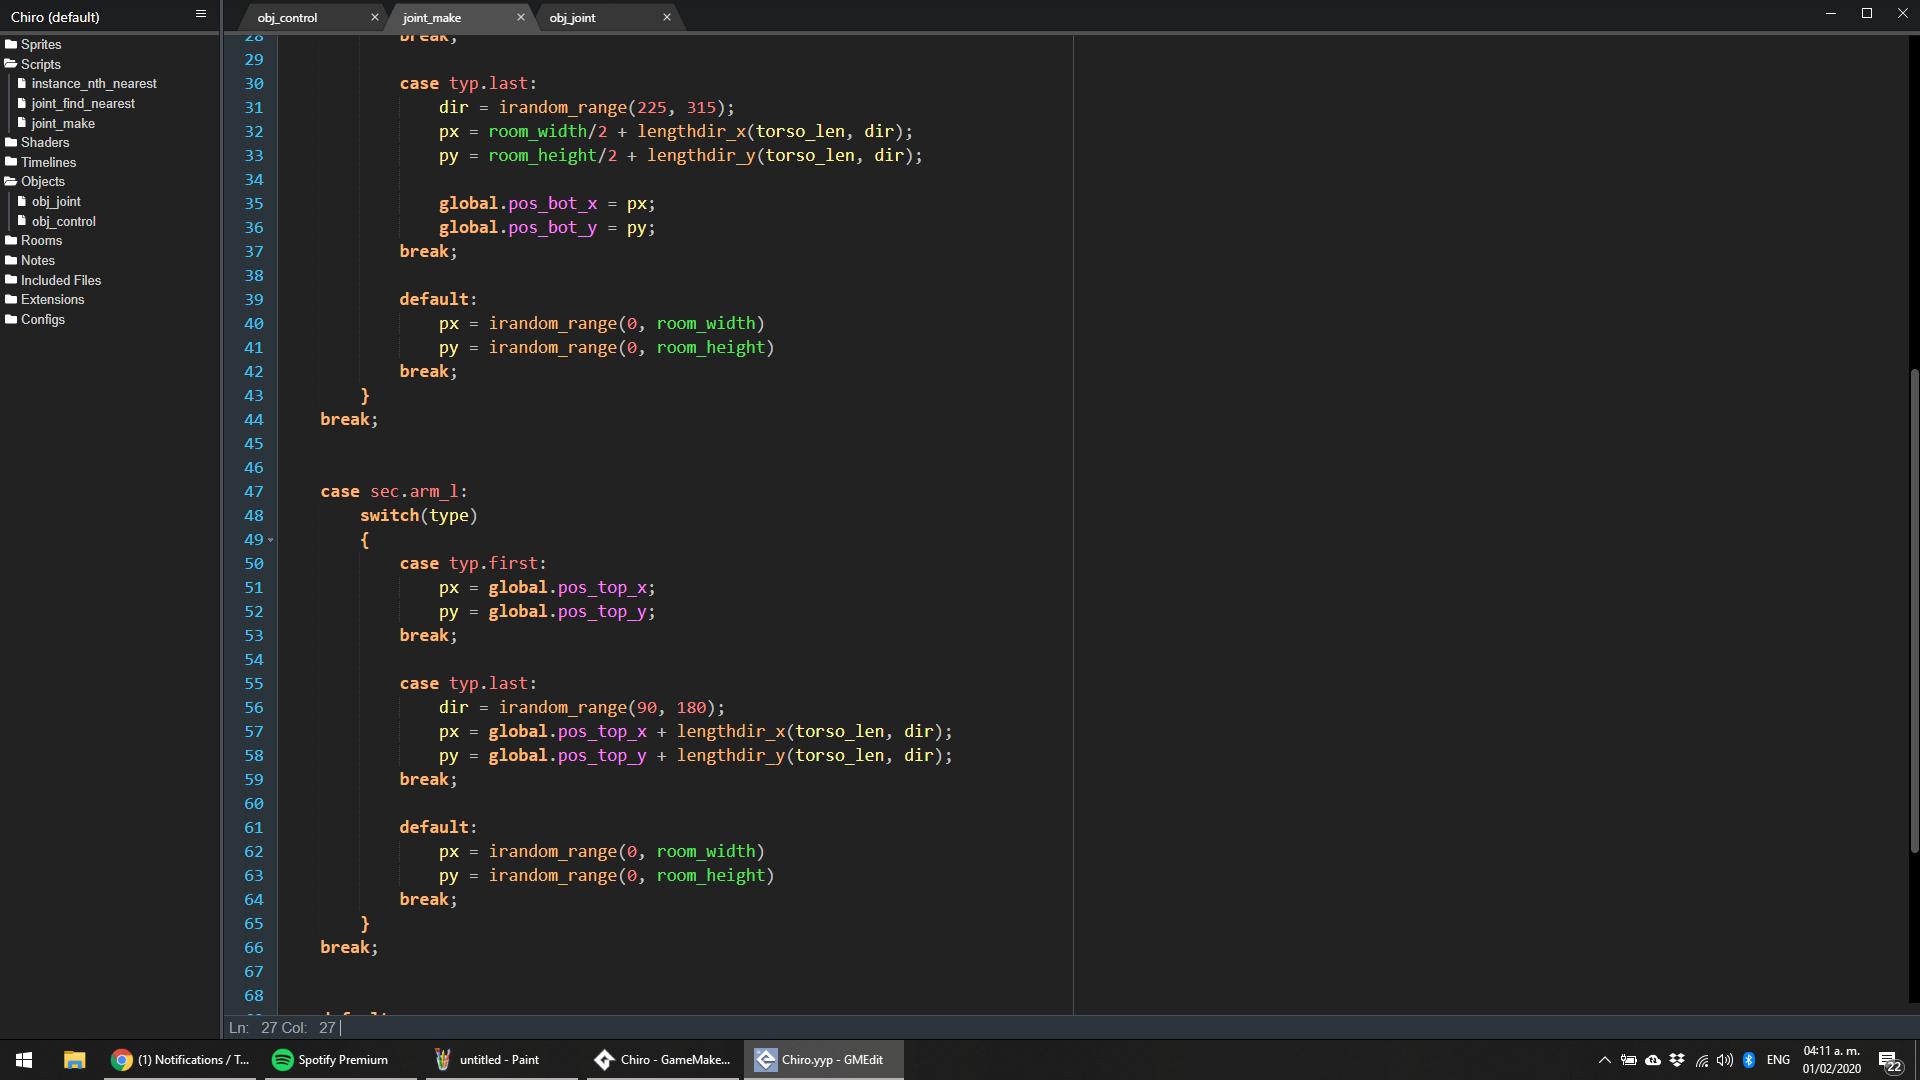 Chiro (default)
obj_control
joint_make
obj_joint
Sprites
Scripts
instance_nth_nearest
joint_find_nearest
joint_make
Shaders
Timelines
Objects
obj_joint
obj_control
Rooms
Notes
Included Files
Extensions
Configs
28 break;
29
30 case typ.last:
31 dir = irandom_range(225, 315);
32 px = room_width/2 + lengthdir_x(torso_len, dir);
33 py = room_height/2 + lengthdir_y(torso_len, dir);
34
35 global.pos_bot_x = px;
36 global.pos_bot_y = py;
37 break;
38
39 default:
40 px = irandom_range(0, room_width)
41 py = irandom_range(0, room_height)
42 break;
43 }
44 break;
45
46
47 case sec.arm_l:
48 switch(type)
49 {
50 case typ.first:
51 px = global.pos_top_x;
52 py = global.pos_top_y;
53 break;
54
55 case typ.last:
56 dir = irandom_range(90, 180);
57 px = global.pos_top_x + lengthdir_x(torso_len, dir);
58 py = global.pos_top_y + lengthdir_y(torso_len, dir);
59 break;
60
61 default:
62 px = irandom_range(0, room_width)
63 py = irandom_range(0, room_height)
64 break;
65 }
66 break;
67
68
Ln: 27 Col: 27
(1) Notifications / T...
Spotify Premium
untitled - Paint
Chiro - GameMake...
Chiro.yyp - GMEdit
ENG
04:11 a. m.
01/02/2020
22